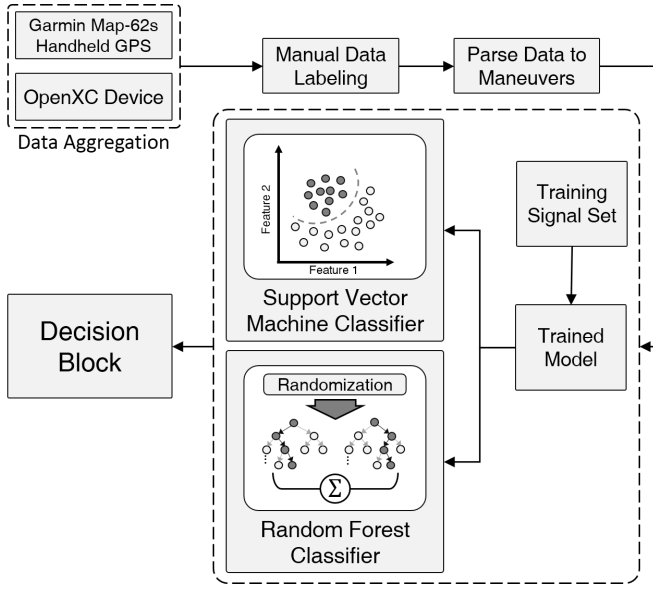 Garmin Map-62s
Handheld GPS
OpenXC Device
Data Aggregation
Manual Data
Labeling
Parse Data to
Maneuvers
Feature 2
Feature 1
Support Vector
Machine Classifier
Training
Signal Set
Trained
Model
Decision
Block
Randomization
Σ
Random Forest
Classifier